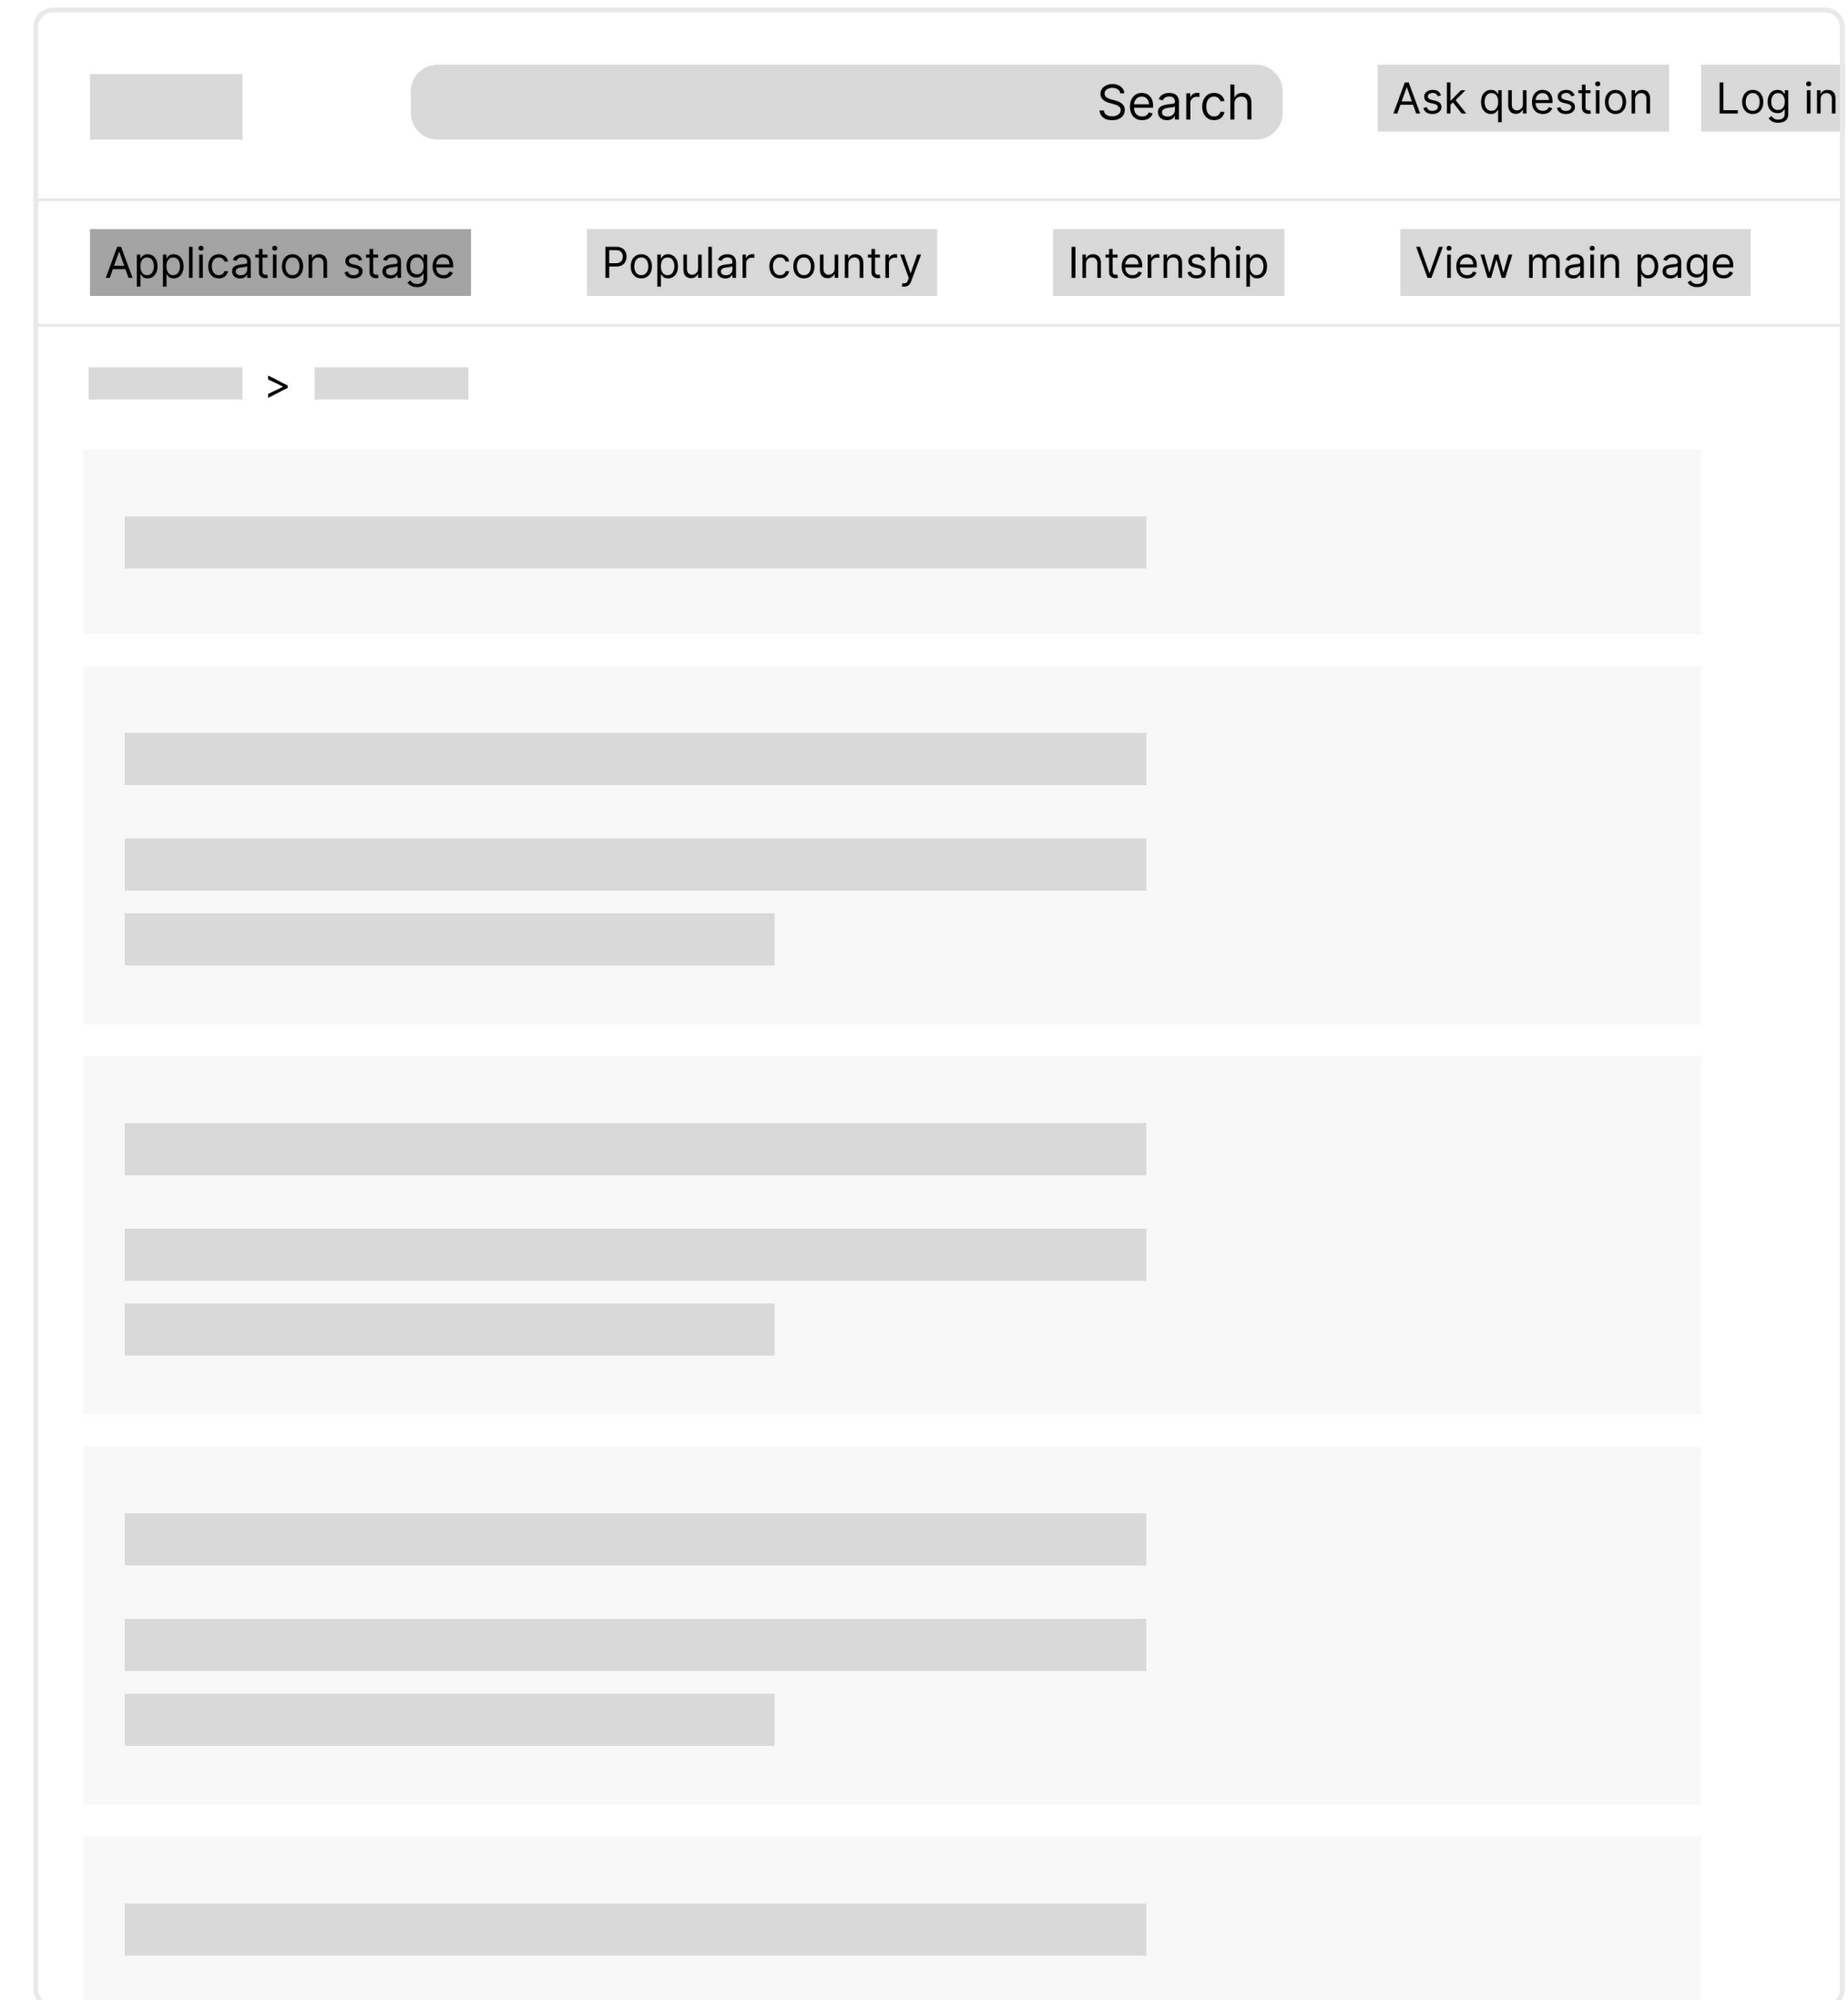 Search
Ask question
Log in
Application stage
Popular country
Internship
View main page
>